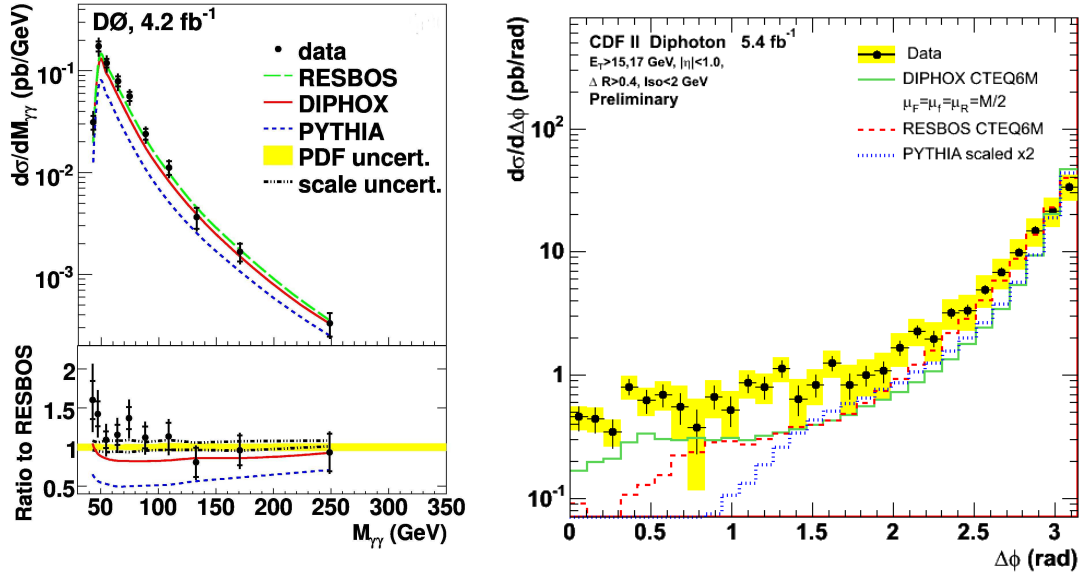 DØ, 4.2 fb⁻¹
data
RESBOS
DIPHOX
PYTHIA
PDF uncert.
scale uncert.
dσ/dMγγ (pb/GeV)
10⁻¹
10⁻²
10⁻³
Ratio to RESBOS
2
1.5
1
0.5
50 100 150 200 250 300 350
Mγγ (GeV)
CDF II Diphoton 5.4 fb⁻¹
E_T>15,17 GeV, |η|<1.0,
Δ R>0.4, Iso<2 GeV
Preliminary
Data
DIPHOX CTEQ6M
μ_F=μ_f=μ_R=M/2
RESBOS CTEQ6M
PYTHIA scaled x2
dσ/dΔφ (pb/rad)
10²
10
1
10⁻¹
0 0.5 1 1.5 2 2.5 3
Δφ (rad)